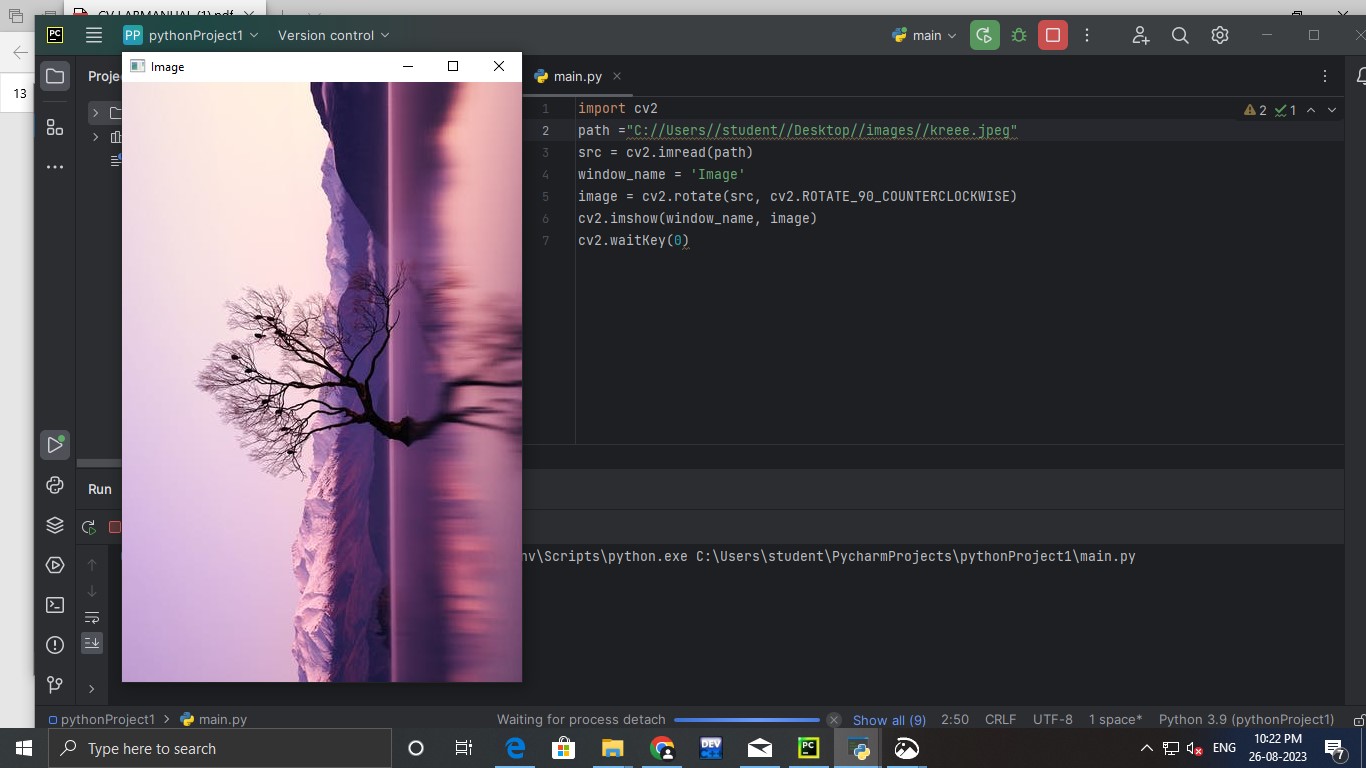 CV LABMANUAL (1).pdf
PC
PP pythonProject1
Version control
main
13
Proje
Image
main.py
1 import cv2
2 path ="C://Users//student//Desktop//images//kreee.jpeg"
3 src = cv2.imread(path)
4 window_name = 'Image'
5 image = cv2.rotate(src, cv2.ROTATE_90_COUNTERCLOCKWISE)
6 cv2.imshow(window_name, image)
7 cv2.waitKey(0)
2 1
Run
nv\Scripts\python.exe C:\Users\student\PycharmProjects\pythonProject1\main.py
pythonProject1 > main.py
Waiting for process detach
Show all (9)
2:50 CRLF UTF-8 1 space* Python 3.9 (pythonProject1)
Type here to search
DEV
PC
ENG
10:22 PM
26-08-2023
7